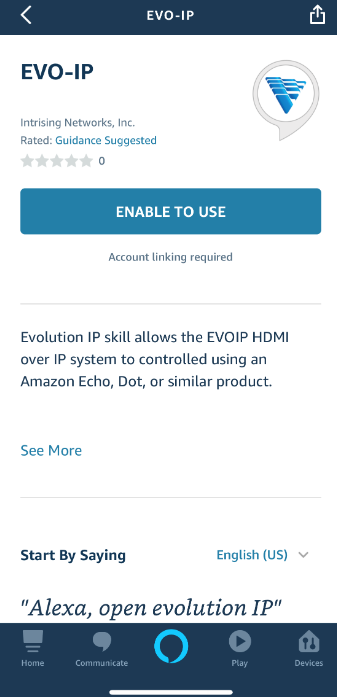 EVO-IP
EVO-IP
Intrising Networks, Inc.
Rated: Guidance Suggested
0
ENABLE TO USE
Account linking required
Evolution IP skill allows the EVOIP HDMI
over IP system to controlled using an
Amazon Echo, Dot, or similar product.
See More
Start By Saying English (US)
"Alexa, open evolution IP"
Home Communicate Play Devices